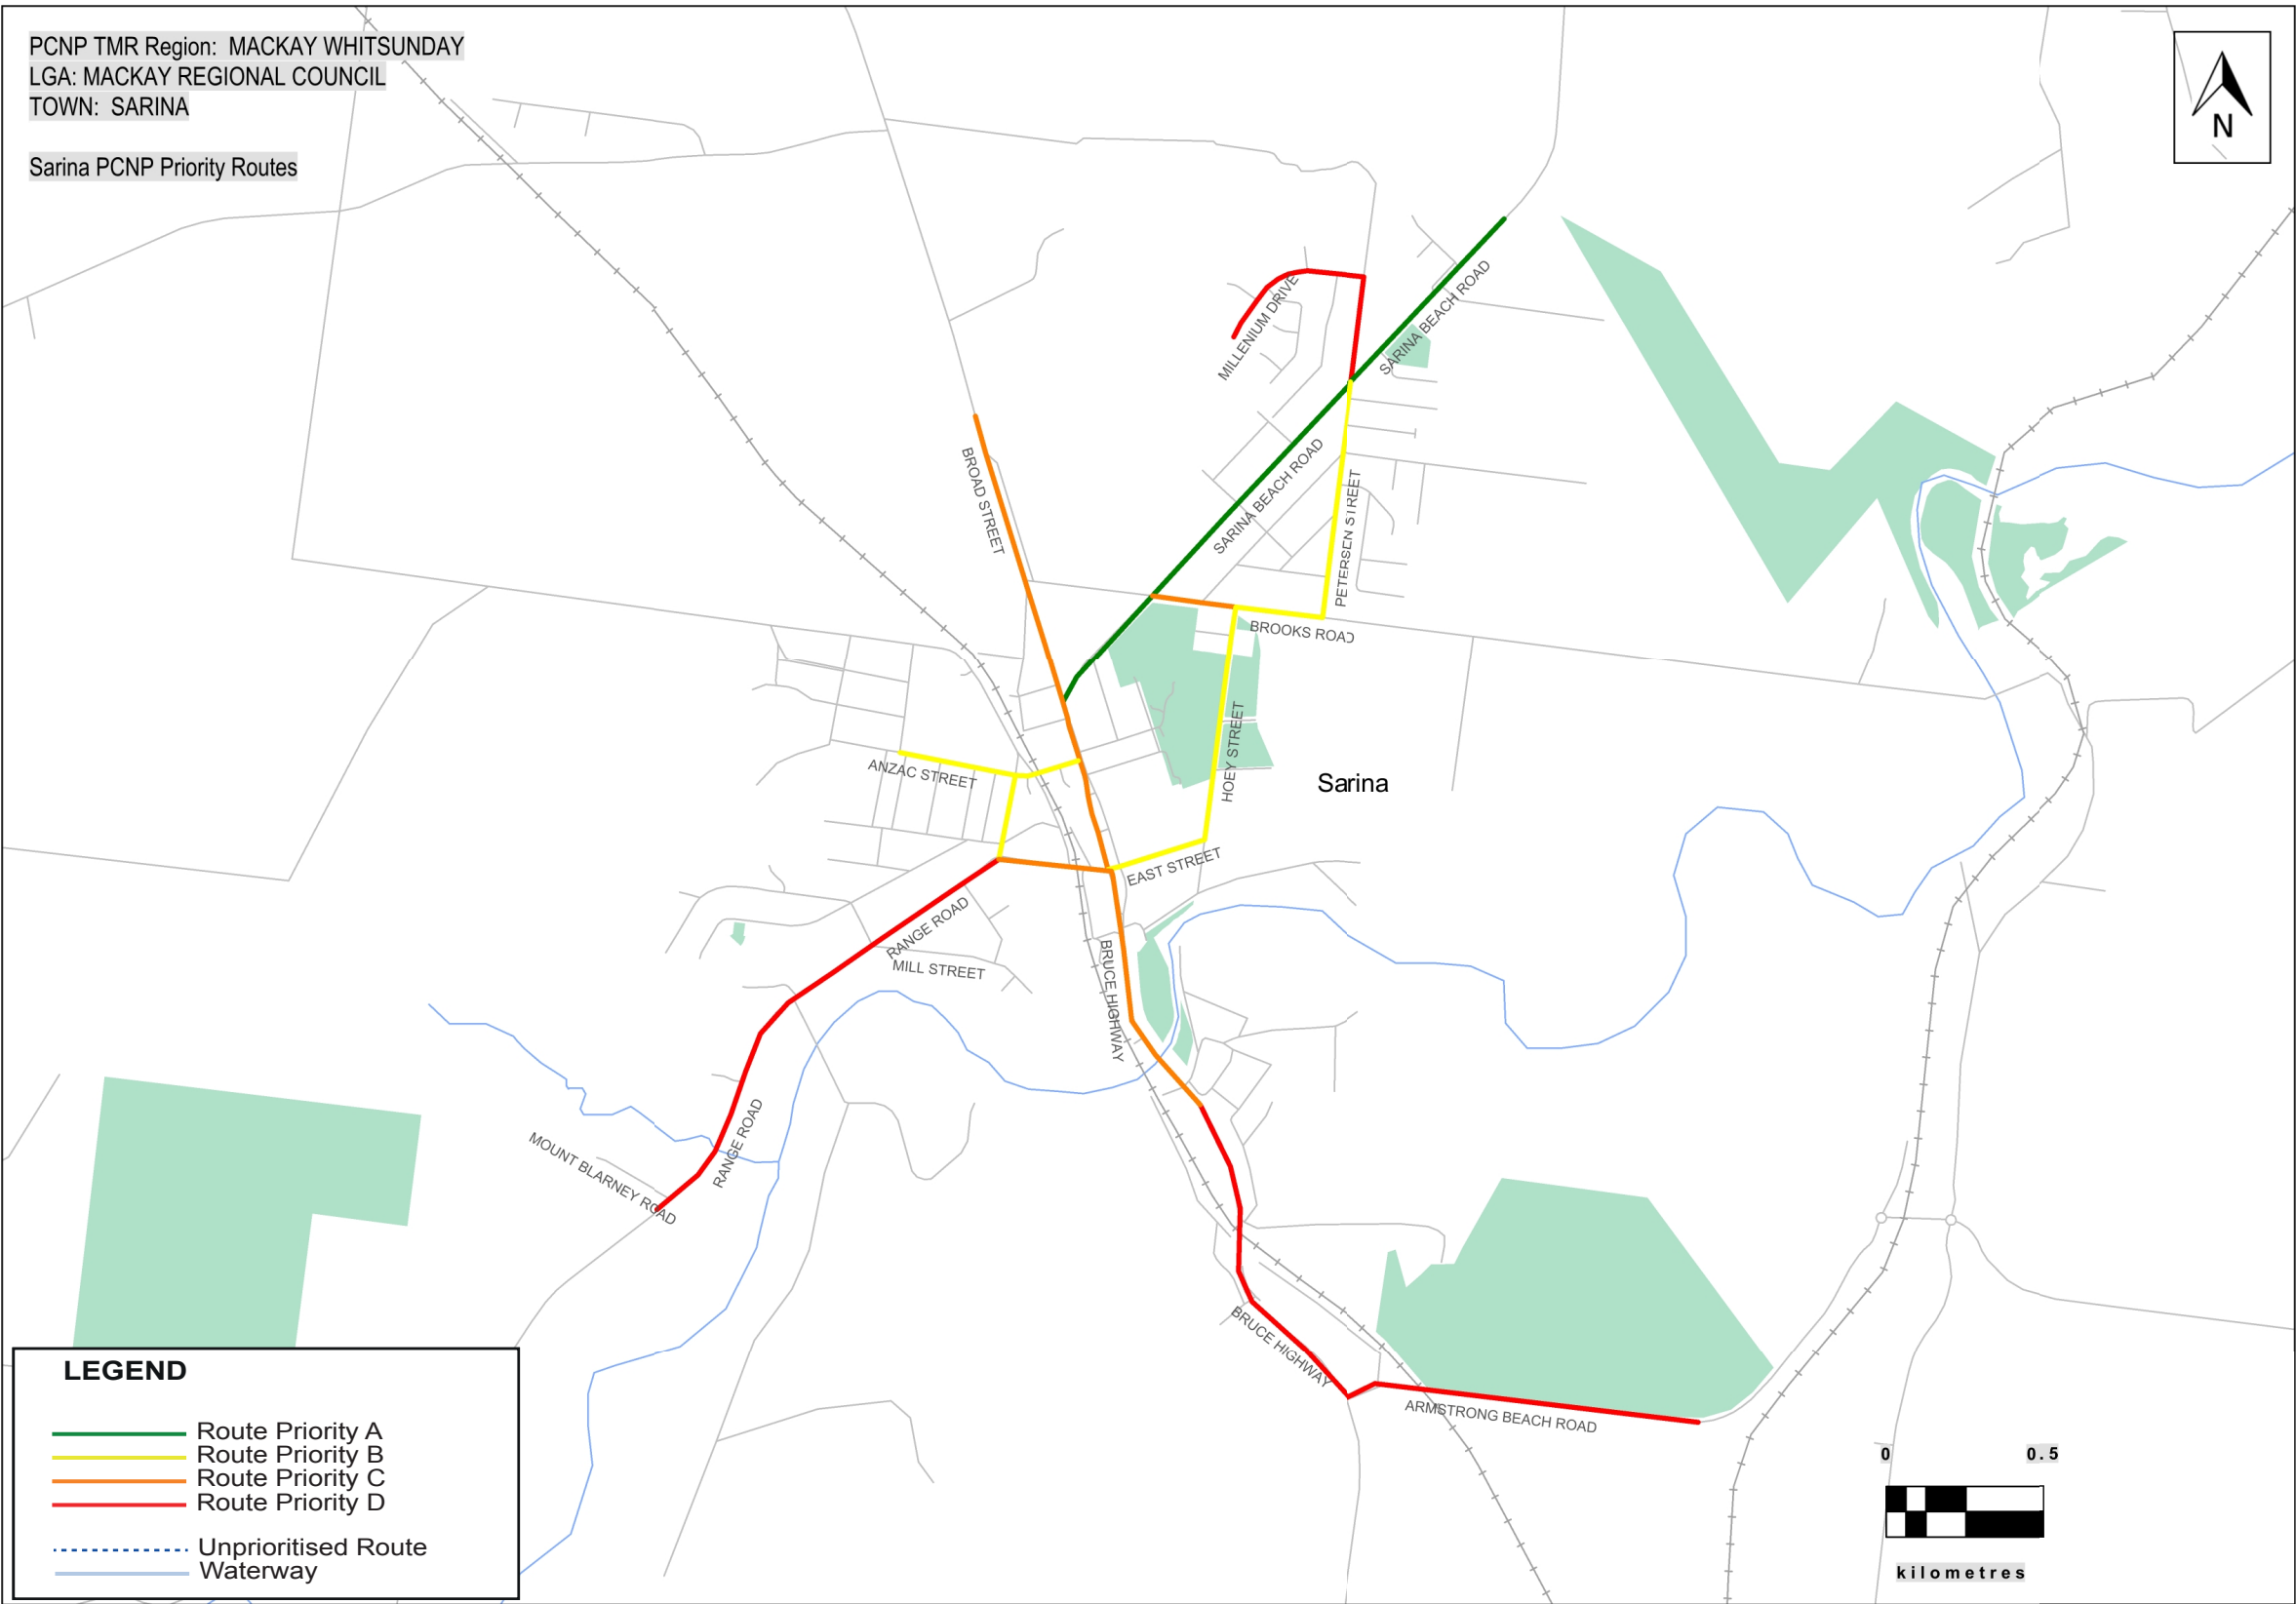 PCNP TMR Region:  MACKAY WHITSUNDAY
LGA: MACKAY REGIONAL COUNCIL
TOWN:  SARINA
Sarina PCNP Priority Routes
N
MILLENIUM DRIVE
SARINA BEACH ROAD
BROAD STREET
SARINA BEACH ROAD
PETERSEN STREET
BROOKS ROAD
HOEY STREET
ANZAC STREET
Sarina
EAST STREET
RANGE ROAD
MILL STREET
BRUCE HIGHWAY
RANGE ROAD
MOUNT BLARNEY ROAD
BRUCE HIGHWAY
ARMSTRONG BEACH ROAD
LEGEND
Route Priority A
Route Priority B
Route Priority C
Route Priority D
Unprioritised Route
Waterway
0 0.5
kilometres